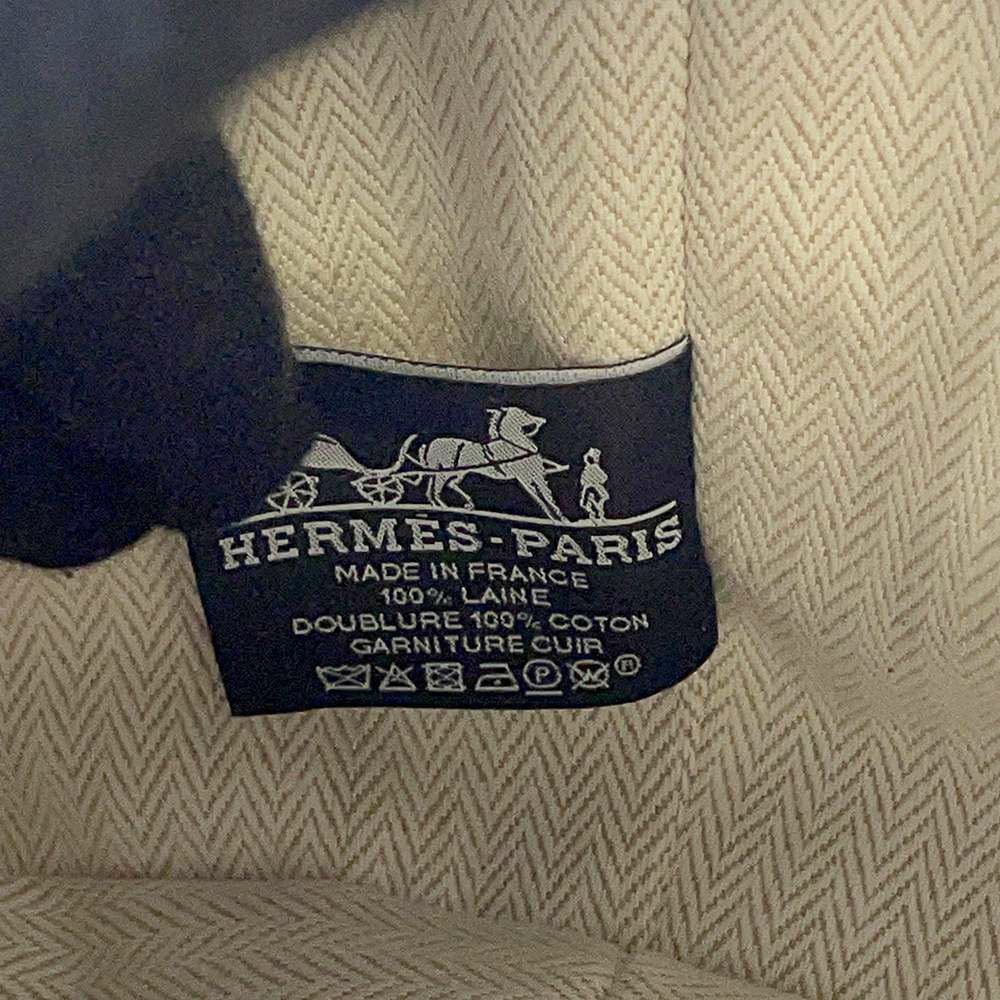 HERMÈS-PARIS
MADE IN FRANCE
100% LAINE
DOUBLURE 100% COTON
GARNITURE CUIR
P W ®